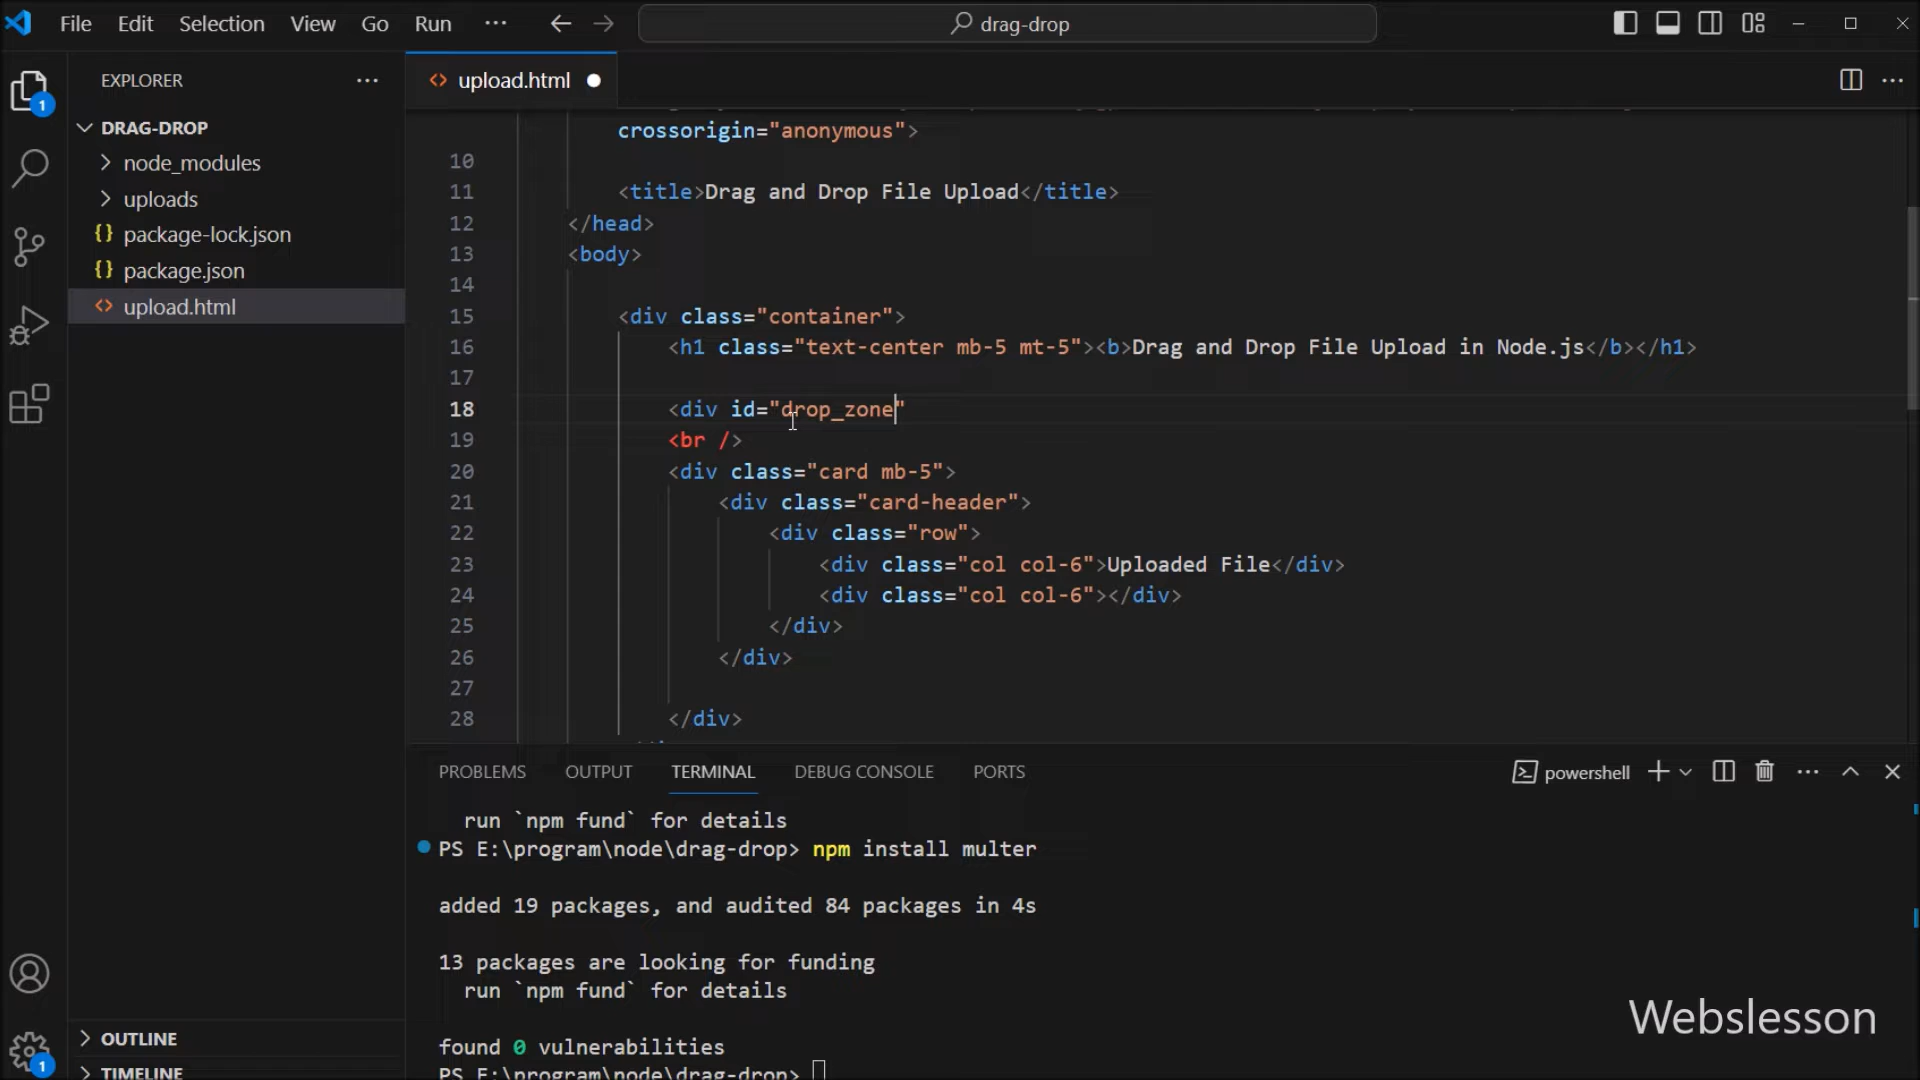 File Edit Selection View Go Run ··· drag-drop
EXPLORER ···
upload.html
DRAG-DROP
node_modules
uploads
{} package-lock.json
{} package.json
<> upload.html
OUTLINE
TIMELINE
1
1
crossorigin="anonymous">
10
11 <title>Drag and Drop File Upload</title>
12 </head>
13 <body>
14
15 <div class="container">
16 <h1 class="text-center mb-5 mt-5"><b>Drag and Drop File Upload in Node.js</b></h1>
17
18 <div id="drop_zone"
19 <br />
20 <div class="card mb-5">
21 <div class="card-header">
22 <div class="row">
23 <div class="col col-6">Uploaded File</div>
24 <div class="col col-6"></div>
25 </div>
26 </div>
27
28 </div>
PROBLEMS OUTPUT TERMINAL DEBUG CONSOLE PORTS powershell
run `npm fund` for details
PS E:\program\node\drag-drop> npm install multer
added 19 packages, and audited 84 packages in 4s
13 packages are looking for funding
run `npm fund` for details
found 0 vulnerabilities
PS E:\program\node\drag-drop>
Webslesson